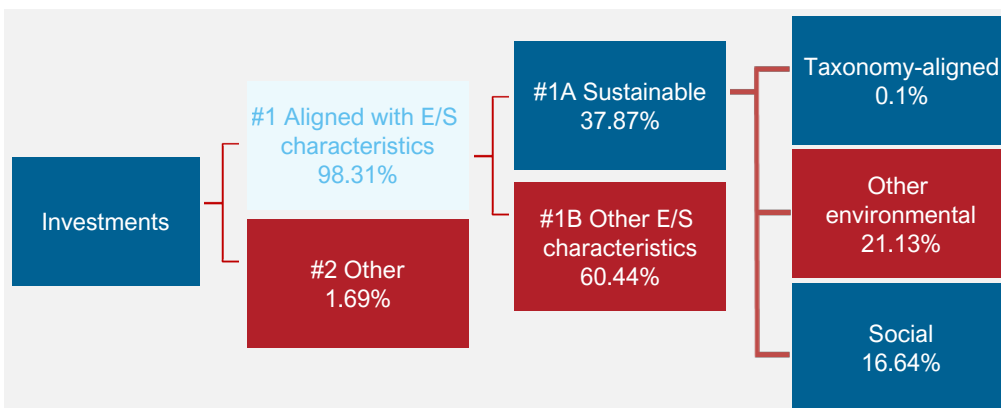 Investments
#1 Aligned with E/S
characteristics
98.31%
#2 Other
1.69%
#1A Sustainable
37.87%
#1B Other E/S
characteristics
60.44%
Taxonomy-aligned
0.1%
Other
environmental
21.13%
Social
16.64%